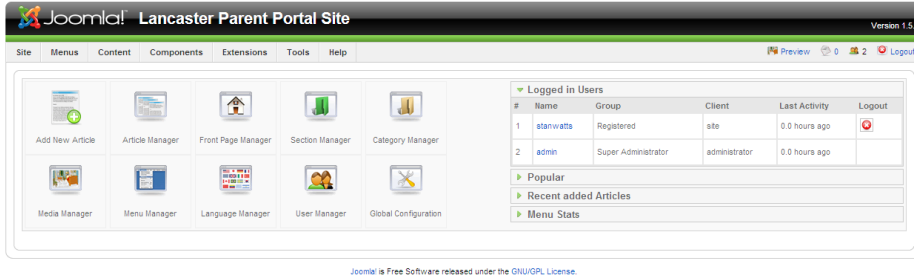 Joomla! Lancaster Parent Portal Site
Version 1.5.
Site Menus Content Components Extensions Tools Help Preview 0 2 Logout
Add New Article Article Manager Front Page Manager Section Manager Category Manager
Media Manager Menu Manager Language Manager User Manager Global Configuration
Logged in Users
# Name Group Client Last Activity Logout
1 stanwatts Registered site 0.0 hours ago
2 admin Super Administrator administrator 0.0 hours ago
Popular
Recent added Articles
Menu Stats
Joomla! is Free Software released under the GNU/GPL License.